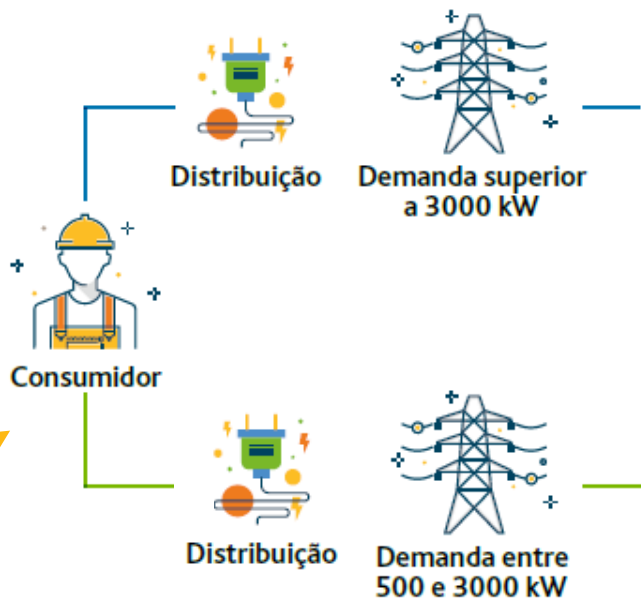 Distribuição
Demanda superior
a 3000 kW
Consumidor
Distribuição
Demanda entre
500 e 3000 kW